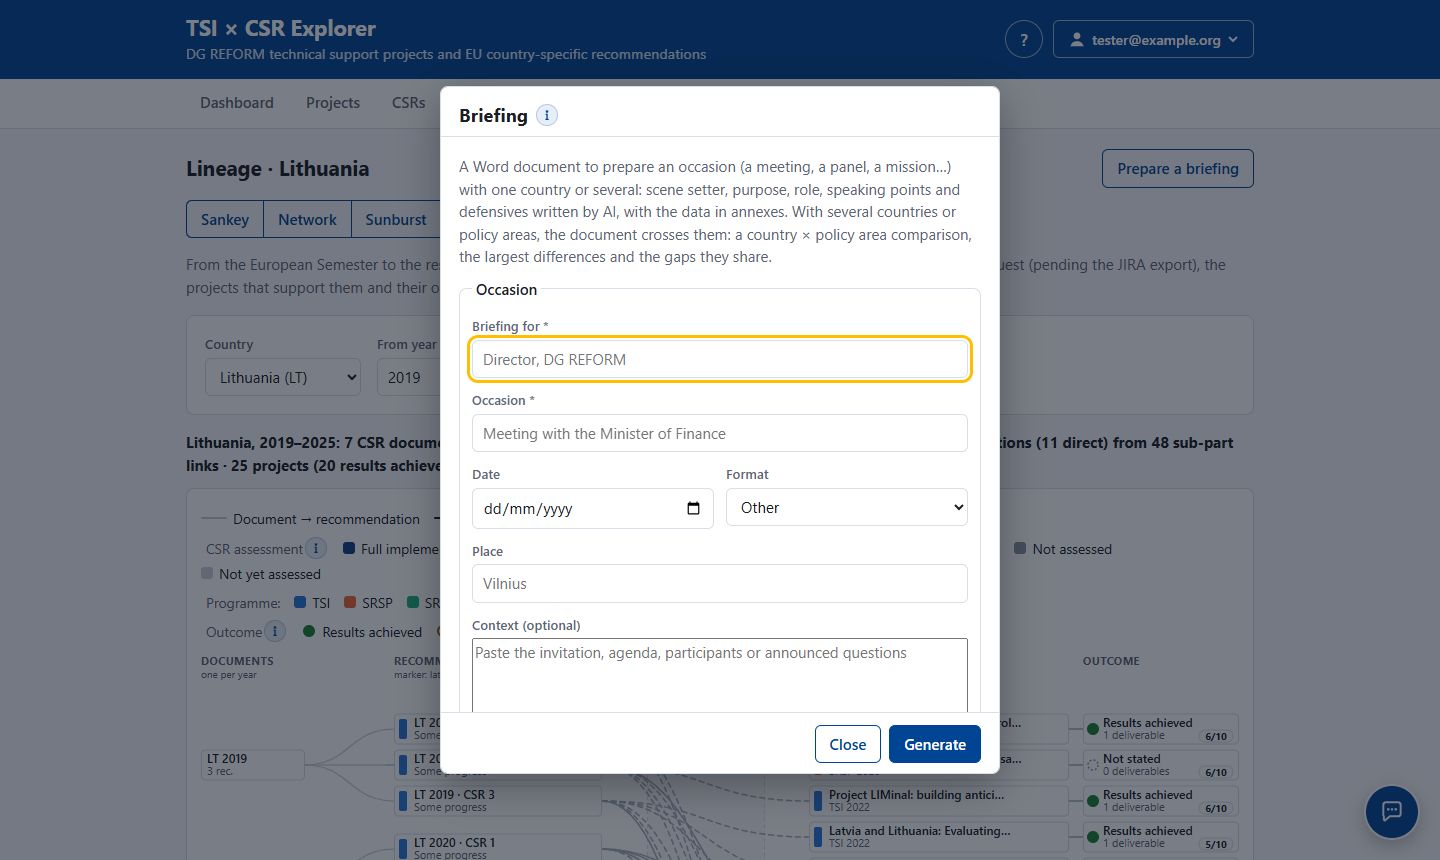 TSI × CSR Explorer
DG REFORM technical support projects and EU country-specific recommendations
?
tester@example.org
Dashboard
Projects
CSRs
Lineage · Lithuania
Prepare a briefing
Sankey
Network
Sunburst
From the European Semester to the
uest (pending the JIRA export), the
projects that support them and their
Country
From year
Lithuania (LT)
2019
Lithuania, 2019–2025: 7 CSR
(11 direct) from 48 sub-part
links · 25 projects (20 results
Document → recommendation
CSR assessment
i
Full
Not assessed
Not yet assessed
Programme:
TSI
SRSP
Outcome
i
Results achieved
DOCUMENTS
one per year
OUTCOME
LT 2019
3 rec.
LT 2019 · CSR 3
Some progress
LT 2020 · CSR 1
Some progress
Results achieved
1 deliverable
6/10
Not stated
0 deliverables
6/10
Project LIMinal: building antici...
TSI 2022
Results achieved
1 deliverable
6/10
Latvia and Lithuania: Evaluating...
TSI 2022
Results achieved
1 deliverable
5/10
Briefing
i
A Word document to prepare an occasion (a meeting, a panel, a mission…)
with one country or several: scene setter, purpose, role, speaking points and
defensives written by AI, with the data in annexes. With several countries or
policy areas, the document crosses them: a country × policy area comparison,
the largest differences and the gaps they share.
Occasion
Briefing for *
Director, DG REFORM
Occasion *
Meeting with the Minister of Finance
Date
Format
dd/mm/yyyy
Other
Place
Vilnius
Context (optional)
Paste the invitation, agenda, participants or announced questions
Close
Generate